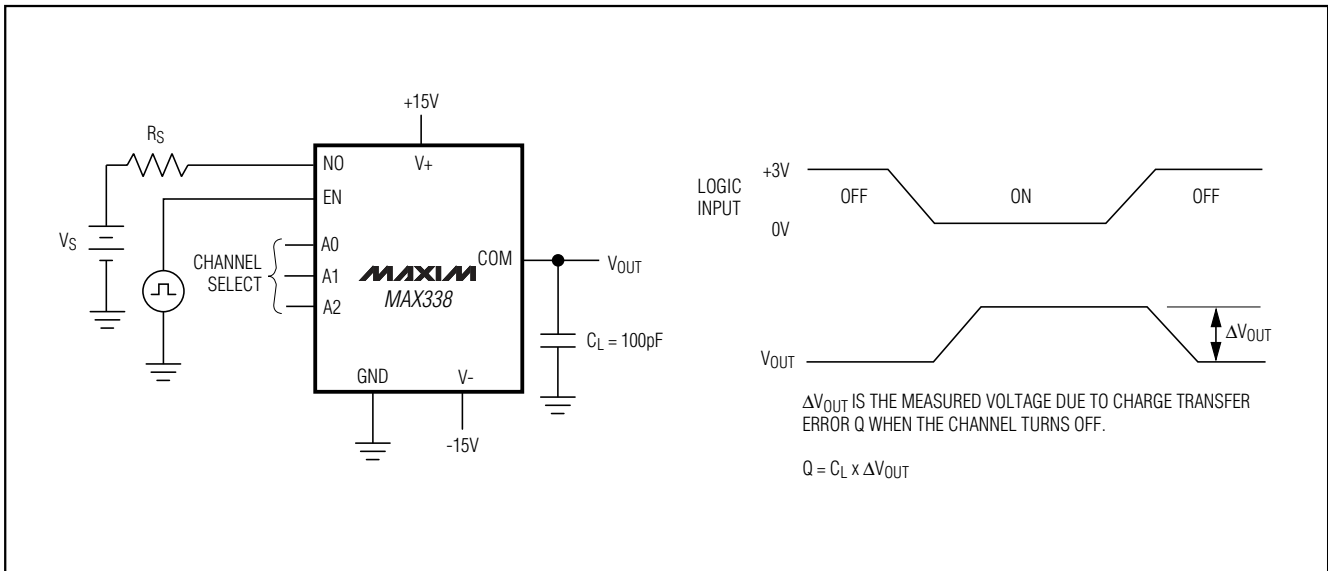 +15V
RS
NO
V+
EN
VS
A0
CHANNEL
SELECT
A1
A2
MAXIM
MAX338
COM
VOUT
CL = 100pF
GND
V-
-15V
LOGIC
INPUT
+3V
0V
OFF
ON
OFF
VOUT
ΔVOUT
ΔVOUT IS THE MEASURED VOLTAGE DUE TO CHARGE TRANSFER
ERROR Q WHEN THE CHANNEL TURNS OFF.
Q = CL x ΔVOUT